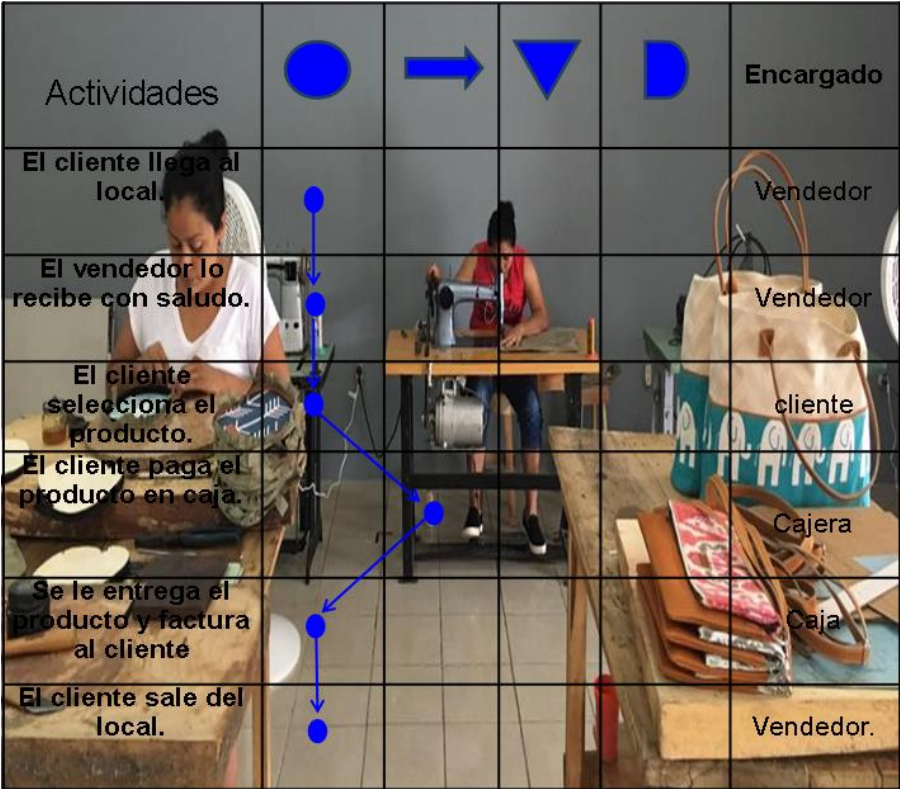 Actividades
Encargado
El cliente llega al
local.
Vendedor
El vendedor lo
recibe con saludo.
Vendedor
El cliente
selecciona el
producto.
cliente
El cliente paga el
producto en caja.
Cajera
Se le entrega el
producto y factura
al cliente
Caja
El cliente sale del
local.
Vendedor.